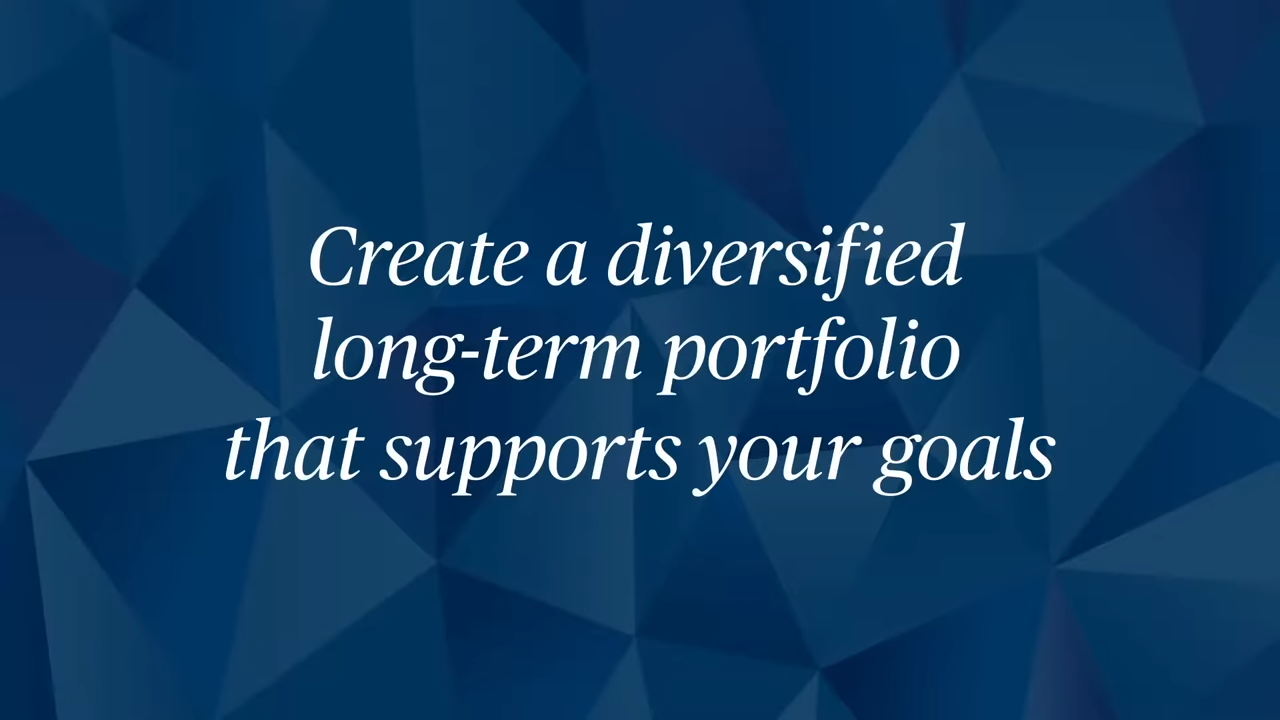 Create a diversified
long-term portfolio
that supports your goals